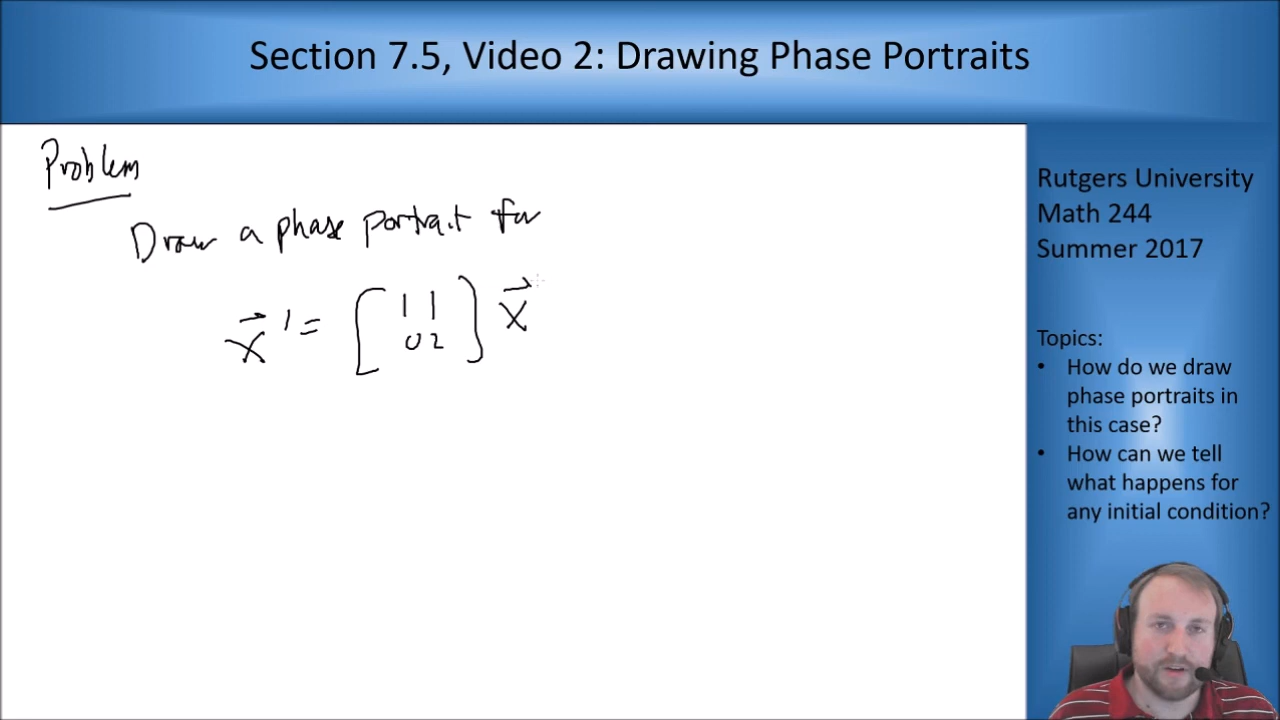 Section 7.5, Video 2: Drawing Phase Portraits
Problem
Draw a phase portrait for
x⃗ ' = [ 1 1
0 2 ] x⃗
Rutgers University
Math 244
Summer 2017
Topics:
• How do we draw
phase portraits in
this case?
• How can we tell
what happens for
any initial condition?